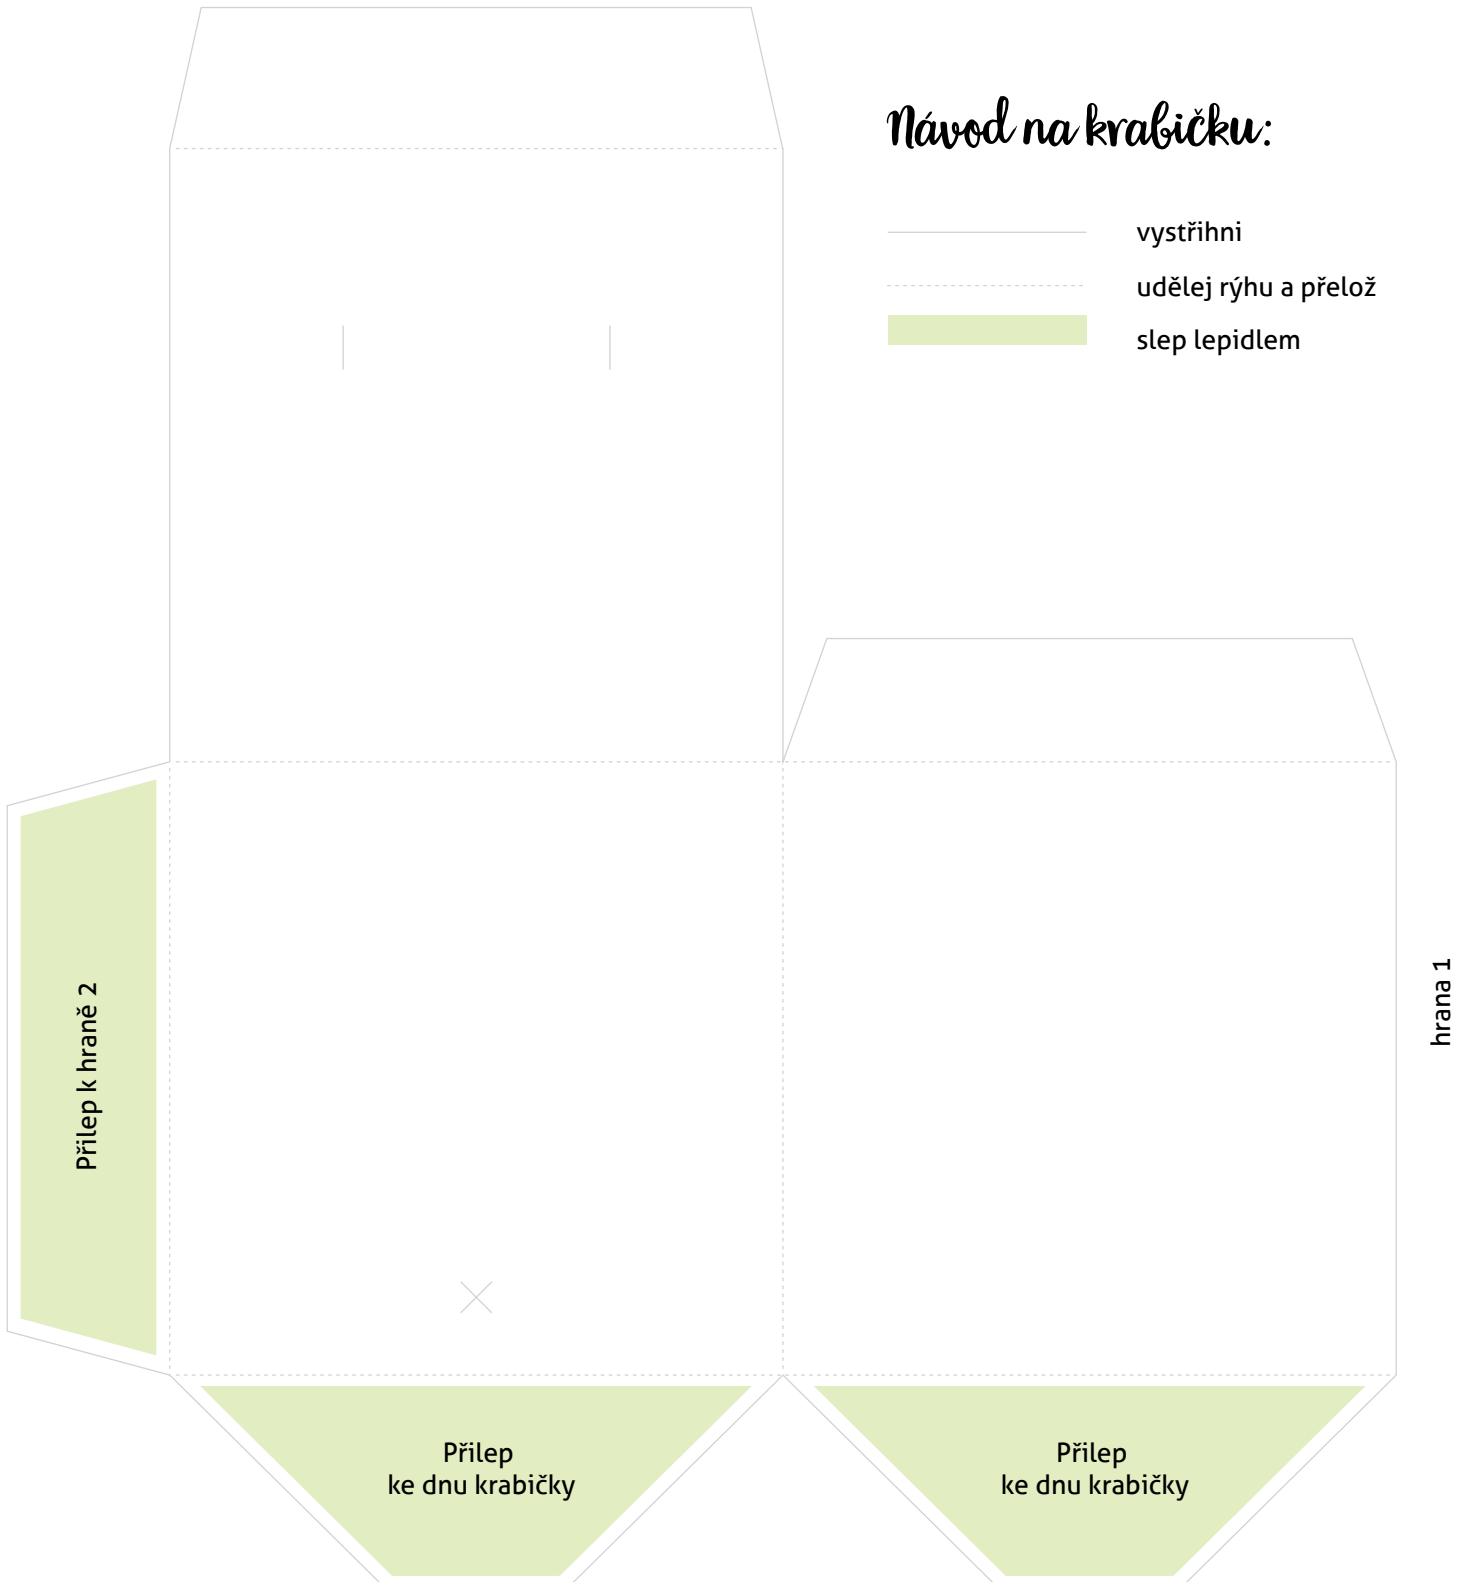 Návod na krabičku:
vystřihni
udělej rýhu a přelož
slep lepidlem
Přilep k hraně 2
hrana 1
Přilep
ke dnu krabičky
Přilep
ke dnu krabičky